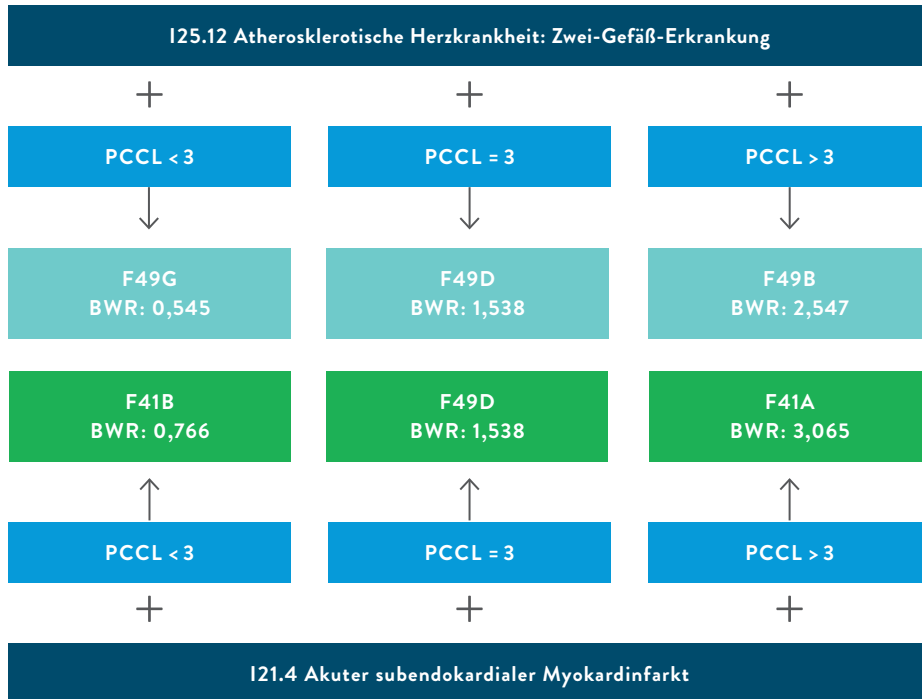 I25.12 Atherosklerotische Herzkrankheit: Zwei-Gefäß-Erkrankung
+ + +
PCCL < 3
PCCL = 3
PCCL > 3
F49G
BWR: 0,545
F49D
BWR: 1,538
F49B
BWR: 2,547
F41B
BWR: 0,766
F49D
BWR: 1,538
F41A
BWR: 3,065
PCCL < 3
PCCL = 3
PCCL > 3
+ + +
I21.4 Akuter subendokardialer Myokardinfarkt